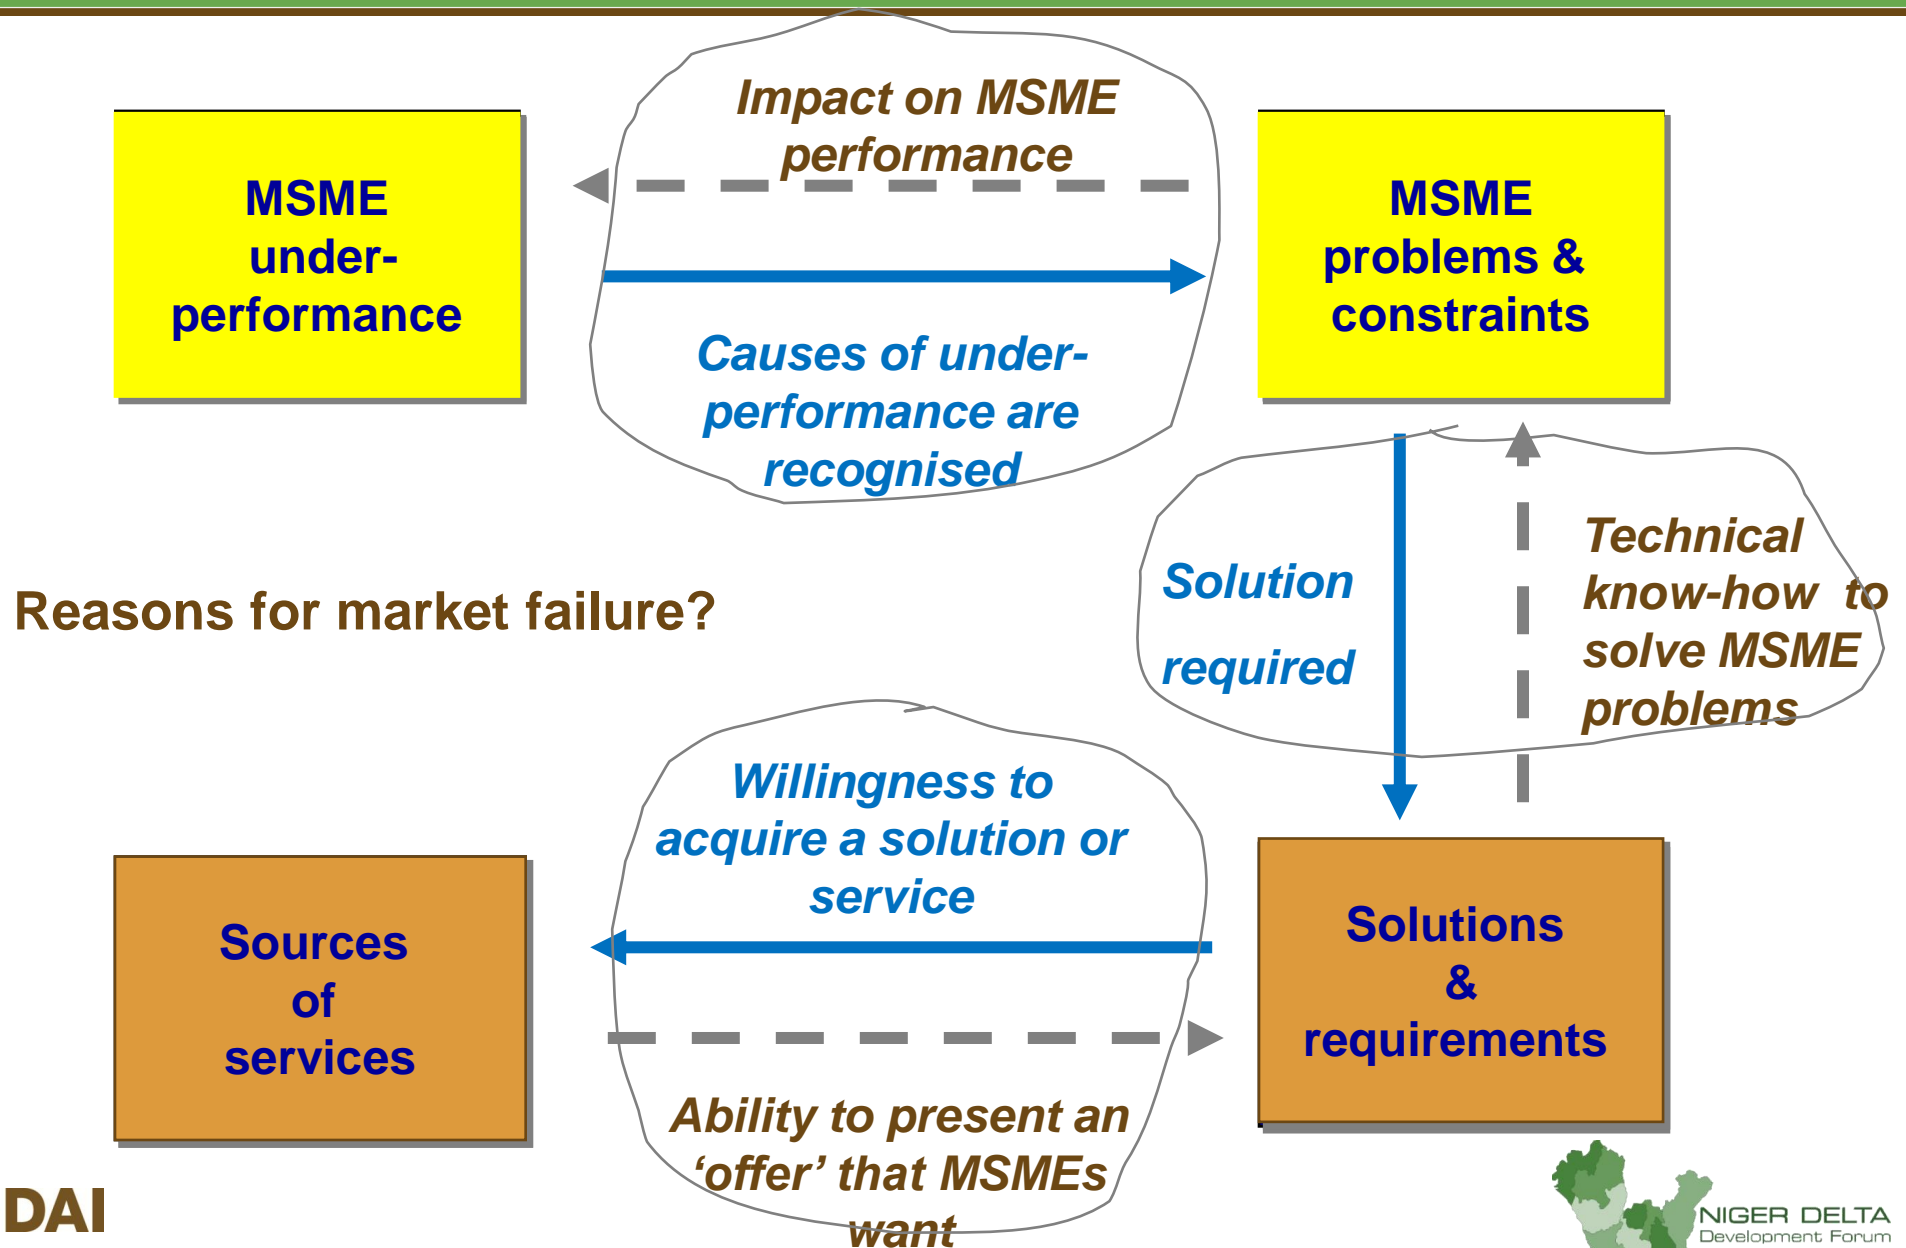 Impact on MSME
performance
MSME
under-
performance
MSME
problems &
constraints
Causes of under-
performance are
recognised
Solution
required
Technical
know-how to
solve MSME
problems
Reasons for market failure?
Willingness to
acquire a solution or
service
Sources
of
services
Solutions
&
requirements
Ability to present an
‘offer’ that MSMEs
want
DAI
NIGER DELTA
Development Forum